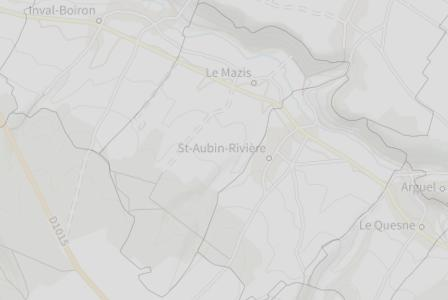 Inval-Boiron
Le Mazis
St-Aubin-Rivière
Arguel
Le Quesne
D1015